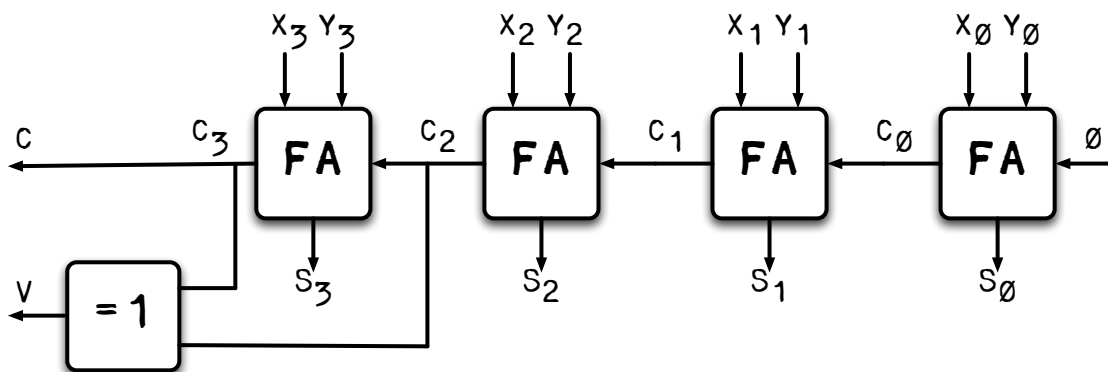 X3 Y3 X2 Y2 X1 Y1 XØ YØ
C C3 C2 C1 CØ Ø
FA FA FA FA
S3 S2 S1 SØ
V
=1